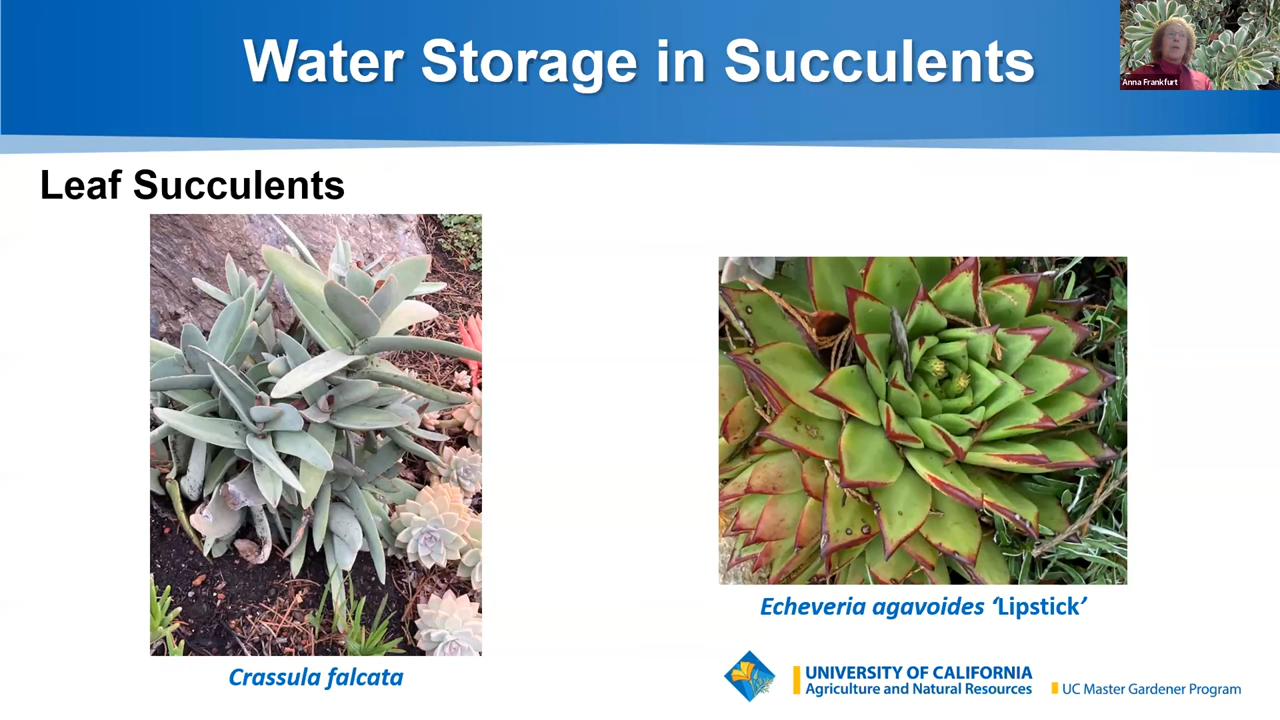 Water Storage in Succulents
Anna Frankfurt
Leaf Succulents
Crassula falcata
Echeveria agavoides ‘Lipstick’
UNIVERSITY OF CALIFORNIA
Agriculture and Natural Resources
UC Master Gardener Program